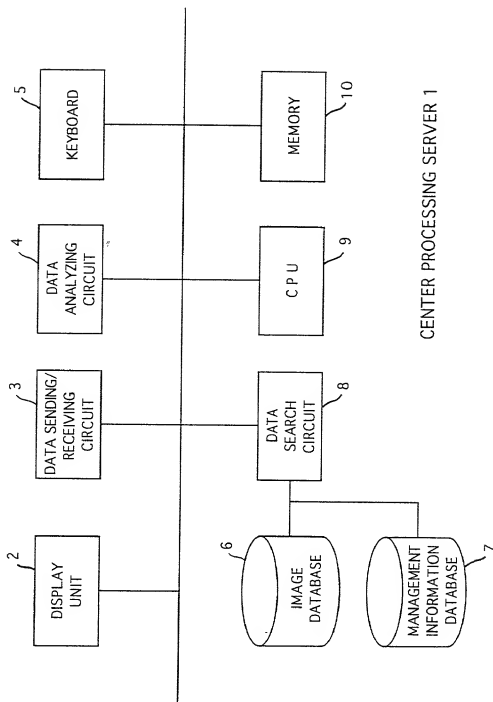 2
DISPLAY
UNIT
3
DATA SENDING/
RECEIVING
CIRCUIT
4
DATA
ANALYZING
CIRCUIT
5
KEYBOARD
6
IMAGE
DATABASE
7
MANAGEMENT
INFORMATION
DATABASE
DATA
SEARCH
CIRCUIT
8
CPU
9
MEMORY
10
CENTER PROCESSING SERVER 1